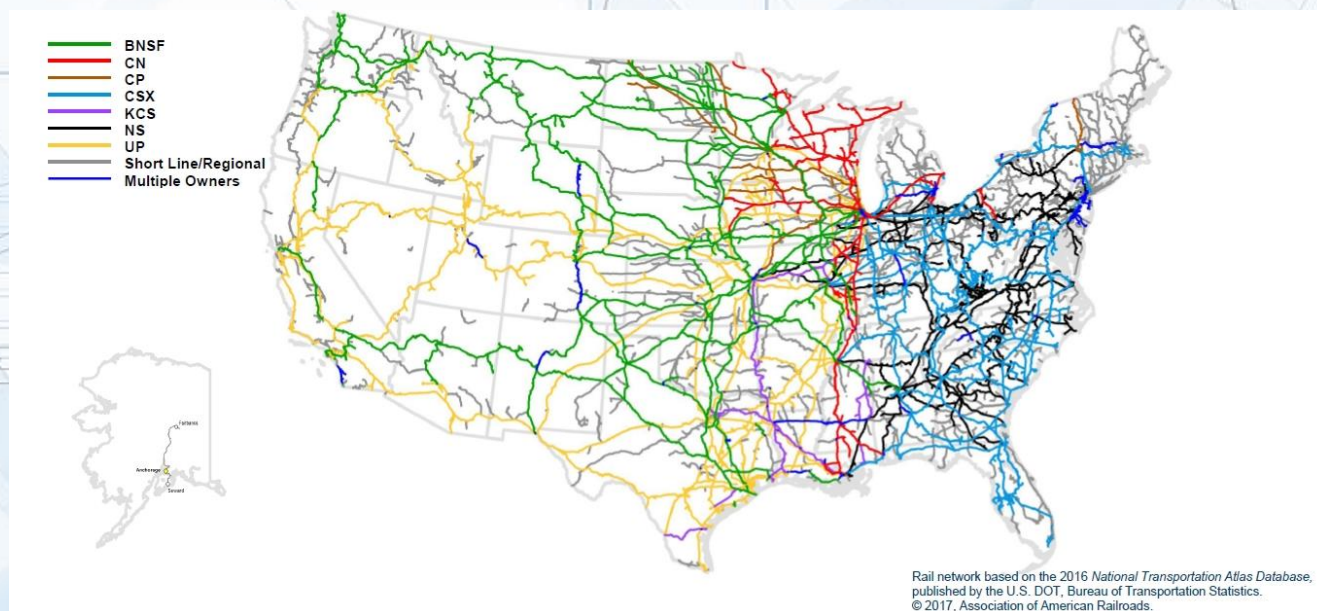 BNSF
CN
CP
CSX
KCS
NS
UP
Short Line/Regional
Multiple Owners
Anchorage
Seward
Rail network based on the 2016 National Transportation Atlas Database,
published by the U.S. DOT, Bureau of Transportation Statistics.
© 2017, Association of American Railroads.